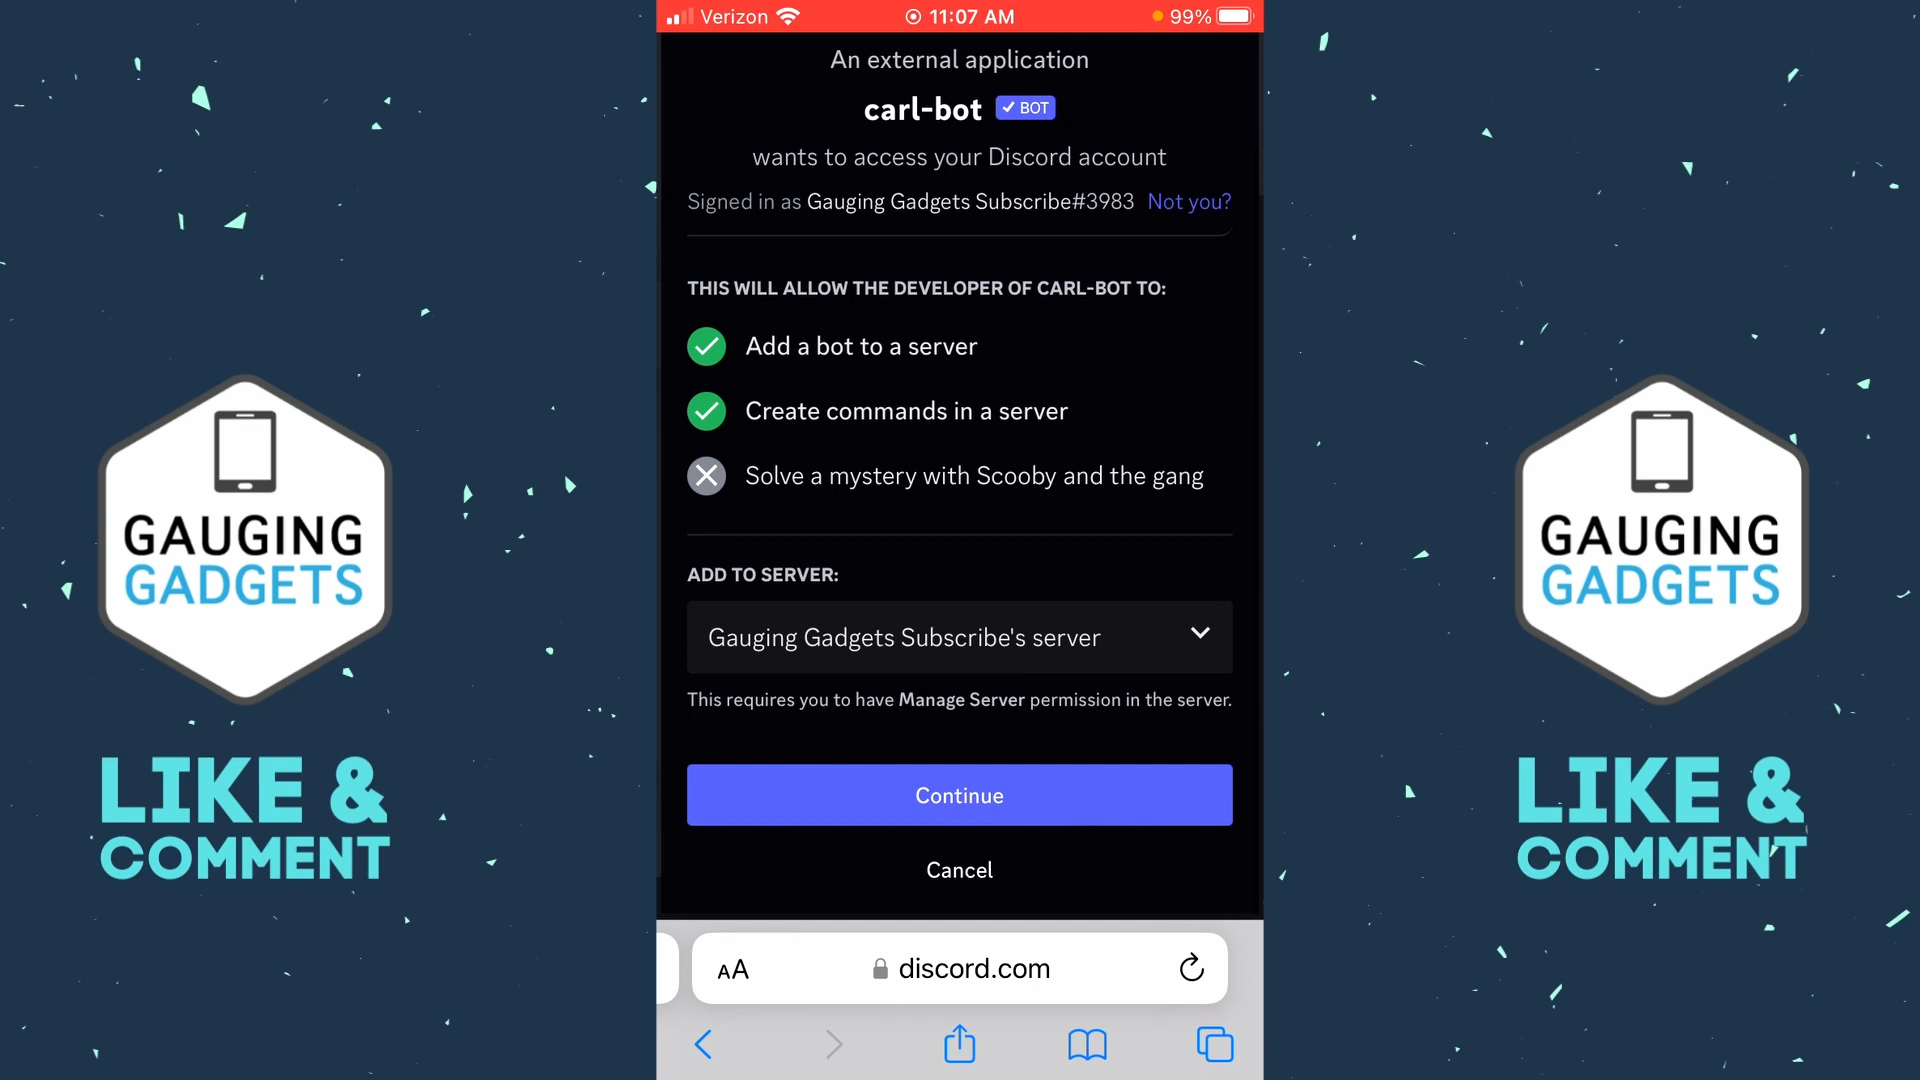 Verizon 11:07 AM 99%
An external application
carl-bot ✓ BOT
wants to access your Discord account
Signed in as Gauging Gadgets Subscribe#3983 Not you?
THIS WILL ALLOW THE DEVELOPER OF CARL-BOT TO:
Add a bot to a server
Create commands in a server
Solve a mystery with Scooby and the gang
ADD TO SERVER:
Gauging Gadgets Subscribe's server
This requires you to have Manage Server permission in the server.
Continue
Cancel
AA discord.com
GAUGING
GADGETS
LIKE &
COMMENT
GAUGING
GADGETS
LIKE &
COMMENT